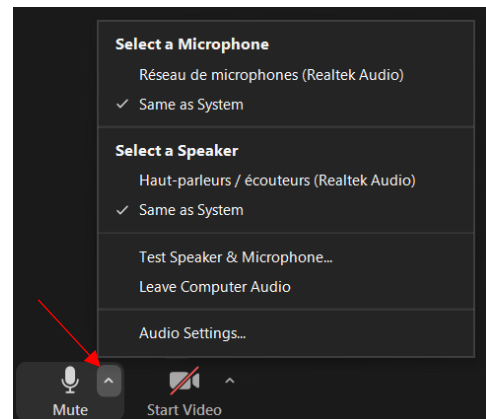 Select a Microphone
Réseau de microphones (Realtek Audio)
Same as System
Select a Speaker
Haut-parleurs / écouteurs (Realtek Audio)
Same as System
Test Speaker & Microphone...
Leave Computer Audio
Audio Settings...
Mute
Start Video